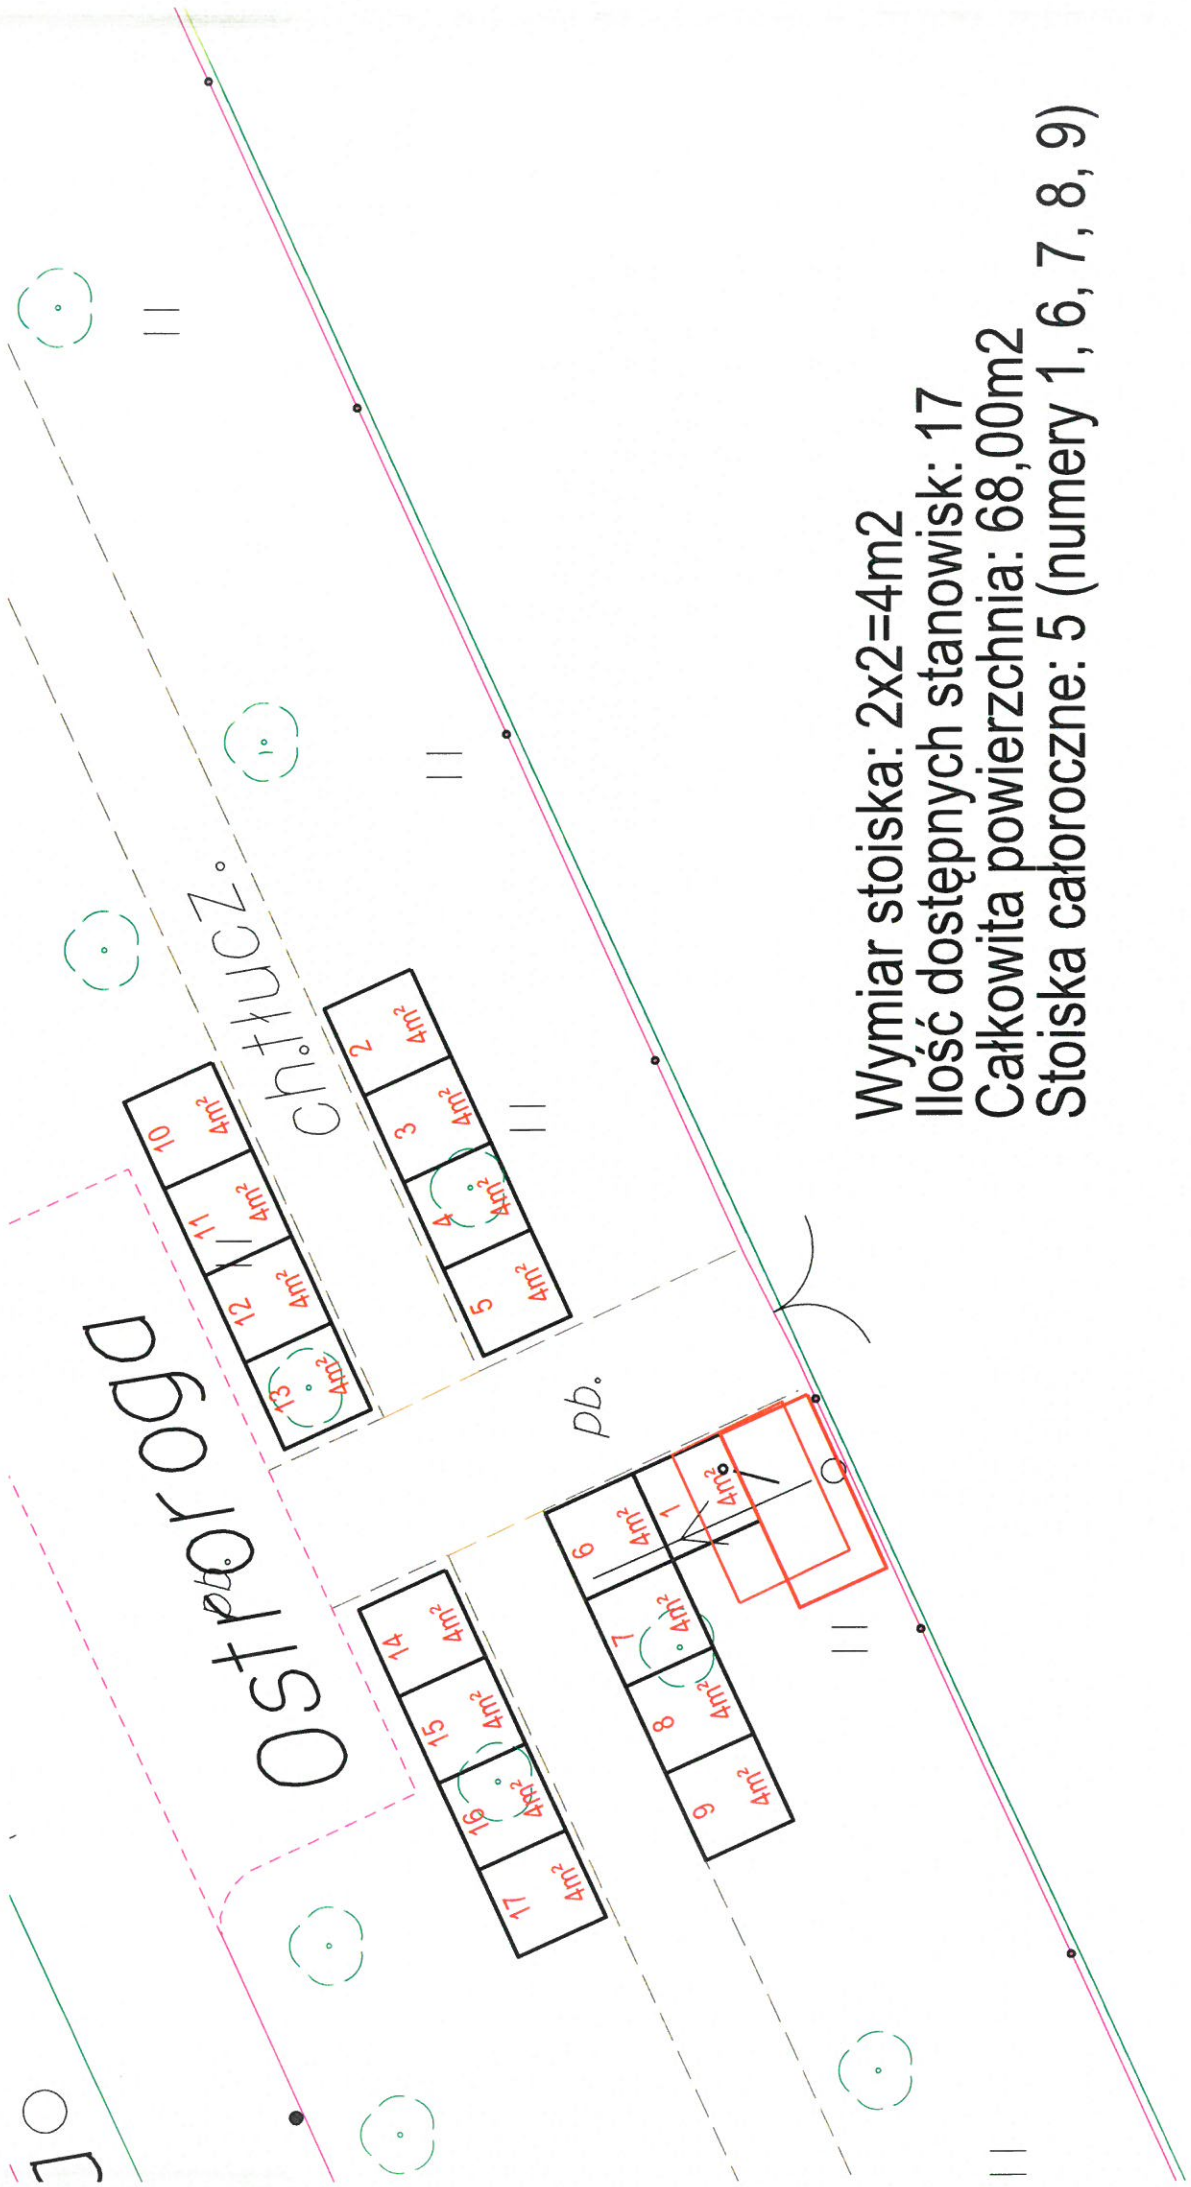 Ostroroga
pb.
ch.tłucz.
pb.
10
4m²
11
4m²
12
4m²
13
4m²
2
4m²
3
4m²
4
4m²
5
4m²
14
4m²
15
4m²
16
4m²
17
4m²
6
4m²
1
4m²
7
4m²
8
4m²
9
4m²
Wymiar stoiska: 2x2=4m2
Ilość dostępnych stanowisk: 17
Całkowita powierzchnia: 68,00m2
Stoiska całoroczne: 5 (numery 1, 6, 7, 8, 9)